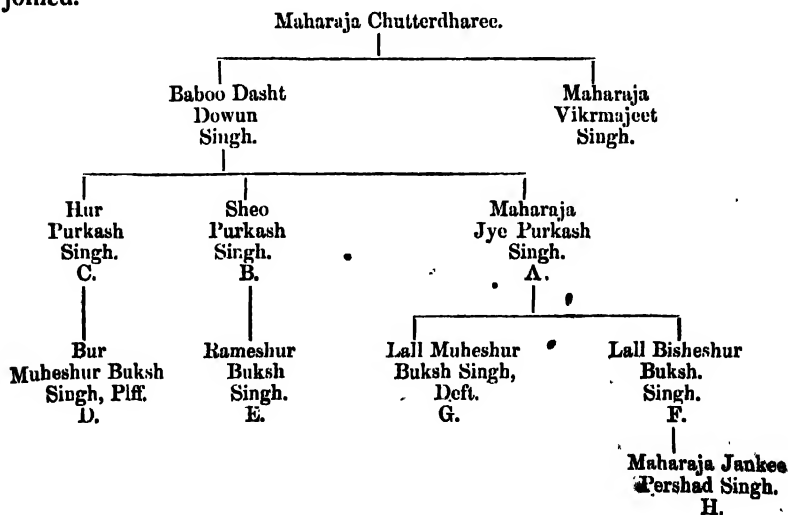 joined.
Maharaja Chutterdharee.
Baboo Dasht
Dowun
Singh.
Maharaja
Vikrmajeet
Singh.
Hur
Purkash
Singh.
C.
Sheo
Purkash
Singh.
B.
Maharaja
Jye Purkash
Singh.
A.
Bur
Muheshur Buksh
Singh, Plff.
D.
Rameshur
Buksh
Singh.
E.
Lall Muheshur
Buksh Singh,
Deft.
G.
Lall Bisheshur
Buksh.
Singh.
F.
Maharaja Jankee
Pershad Singh.
H.